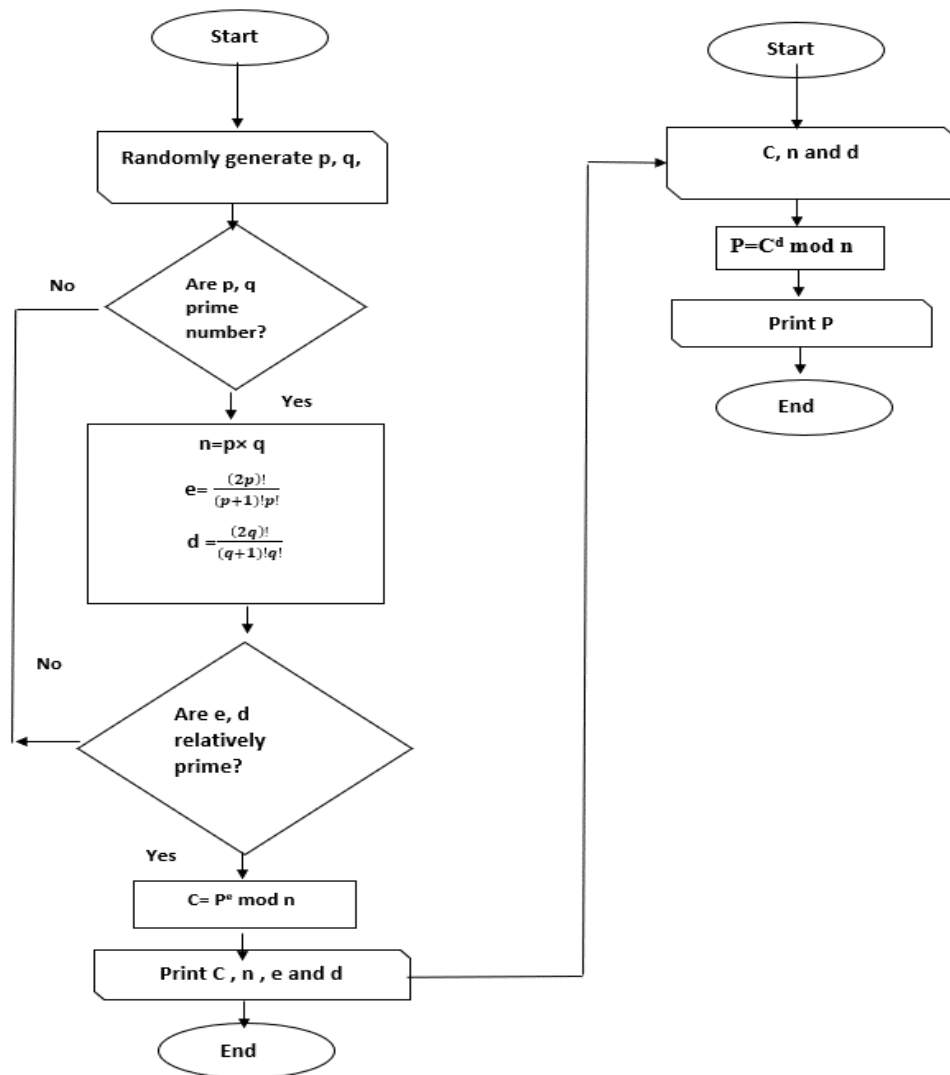 Start
Randomly generate p, q,
No
Are p, q
prime
number?
Yes
n=p× q
e= (2p)!/(p+1)!p!
d =(2q)!/(q+1)!q!
No
Are e, d
relatively
prime?
Yes
C= Pᵉ mod n
Print C , n , e and d
End
Start
C, n and d
P=Cᵈ mod n
Print P
End